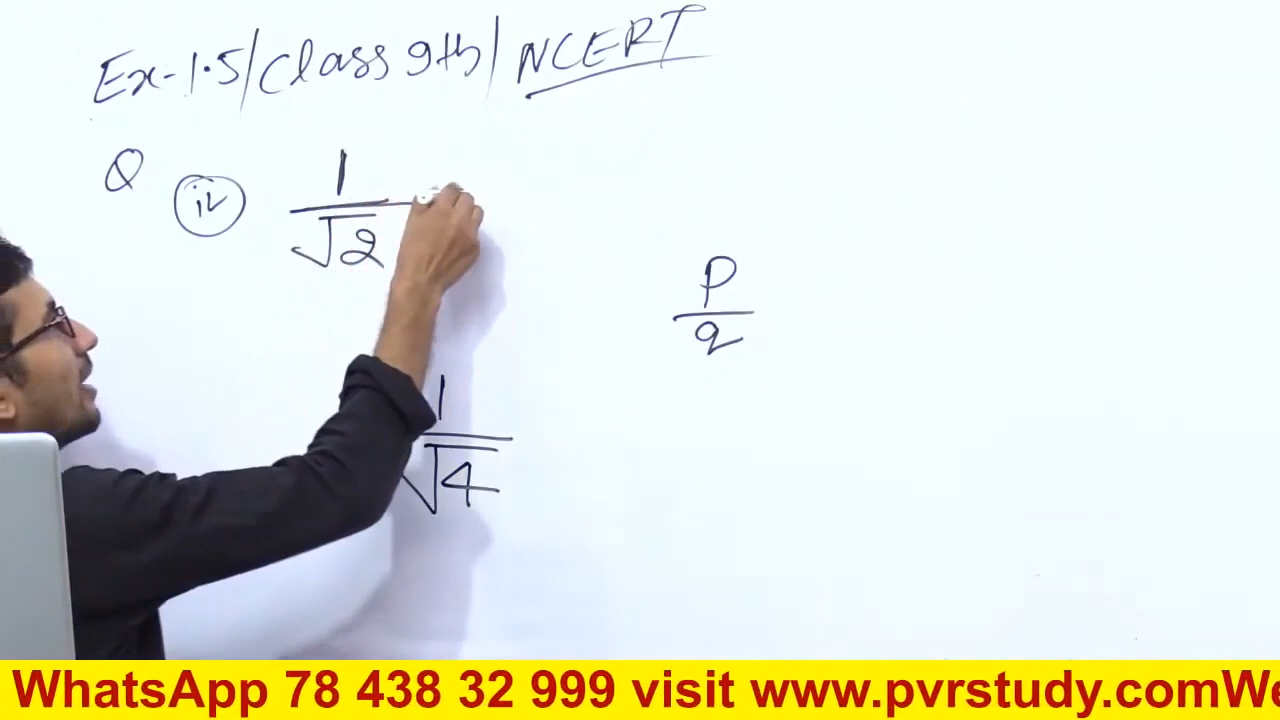 Ex-1.5/Class 9th/NCERT
Q iv 1/√2
P/q
1/√4
WhatsApp 78 438 32 999 visit www.pvrstudy.comWe